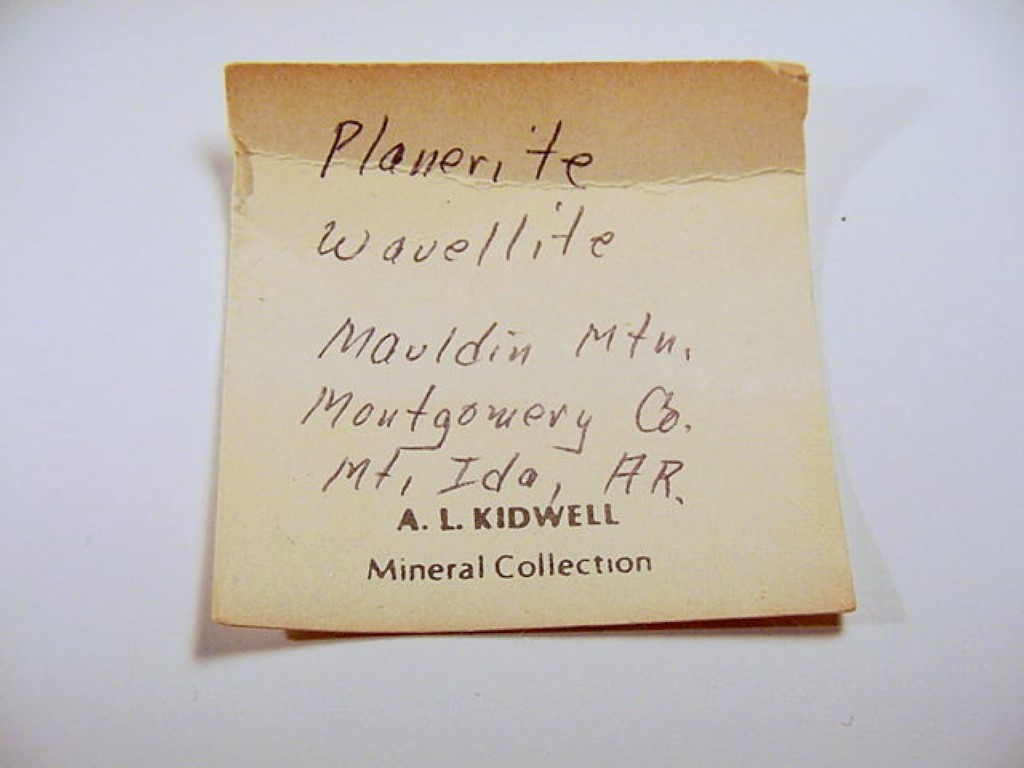 Planerite
Wavellite
Mauldin Mtn.
Montgomery Co.
Mt, Ida, AR.
A. L. KIDWELL
Mineral Collection